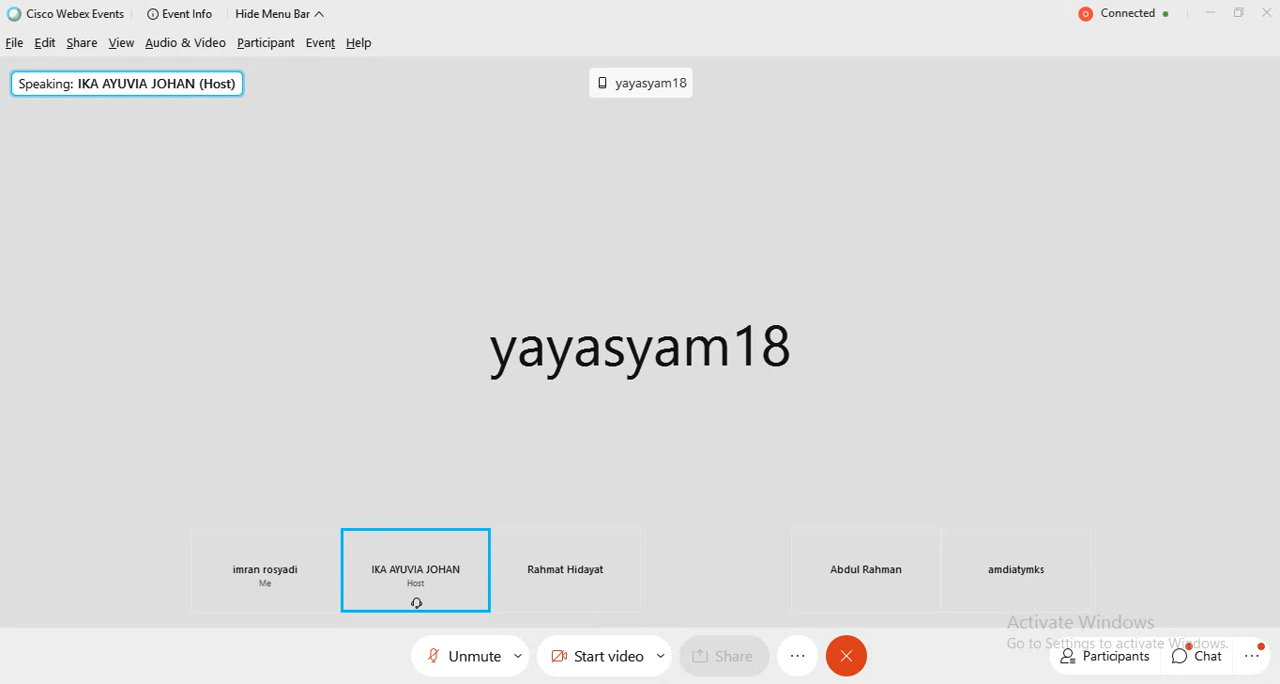 Cisco Webex Events
Event Info
Hide Menu Bar
Connected
File Edit Share View Audio & Video Participant Event Help
Speaking: IKA AYUVIA JOHAN (Host)
yayasyam18
yayasyam18
imran rosyadi
Me
IKA AYUVIA JOHAN
Host
Rahmat Hidayat
Abdul Rahman
amdiatymks
Activate Windows
Go to Settings to activate Windows.
Unmute
Start video
Share
Participants
Chat